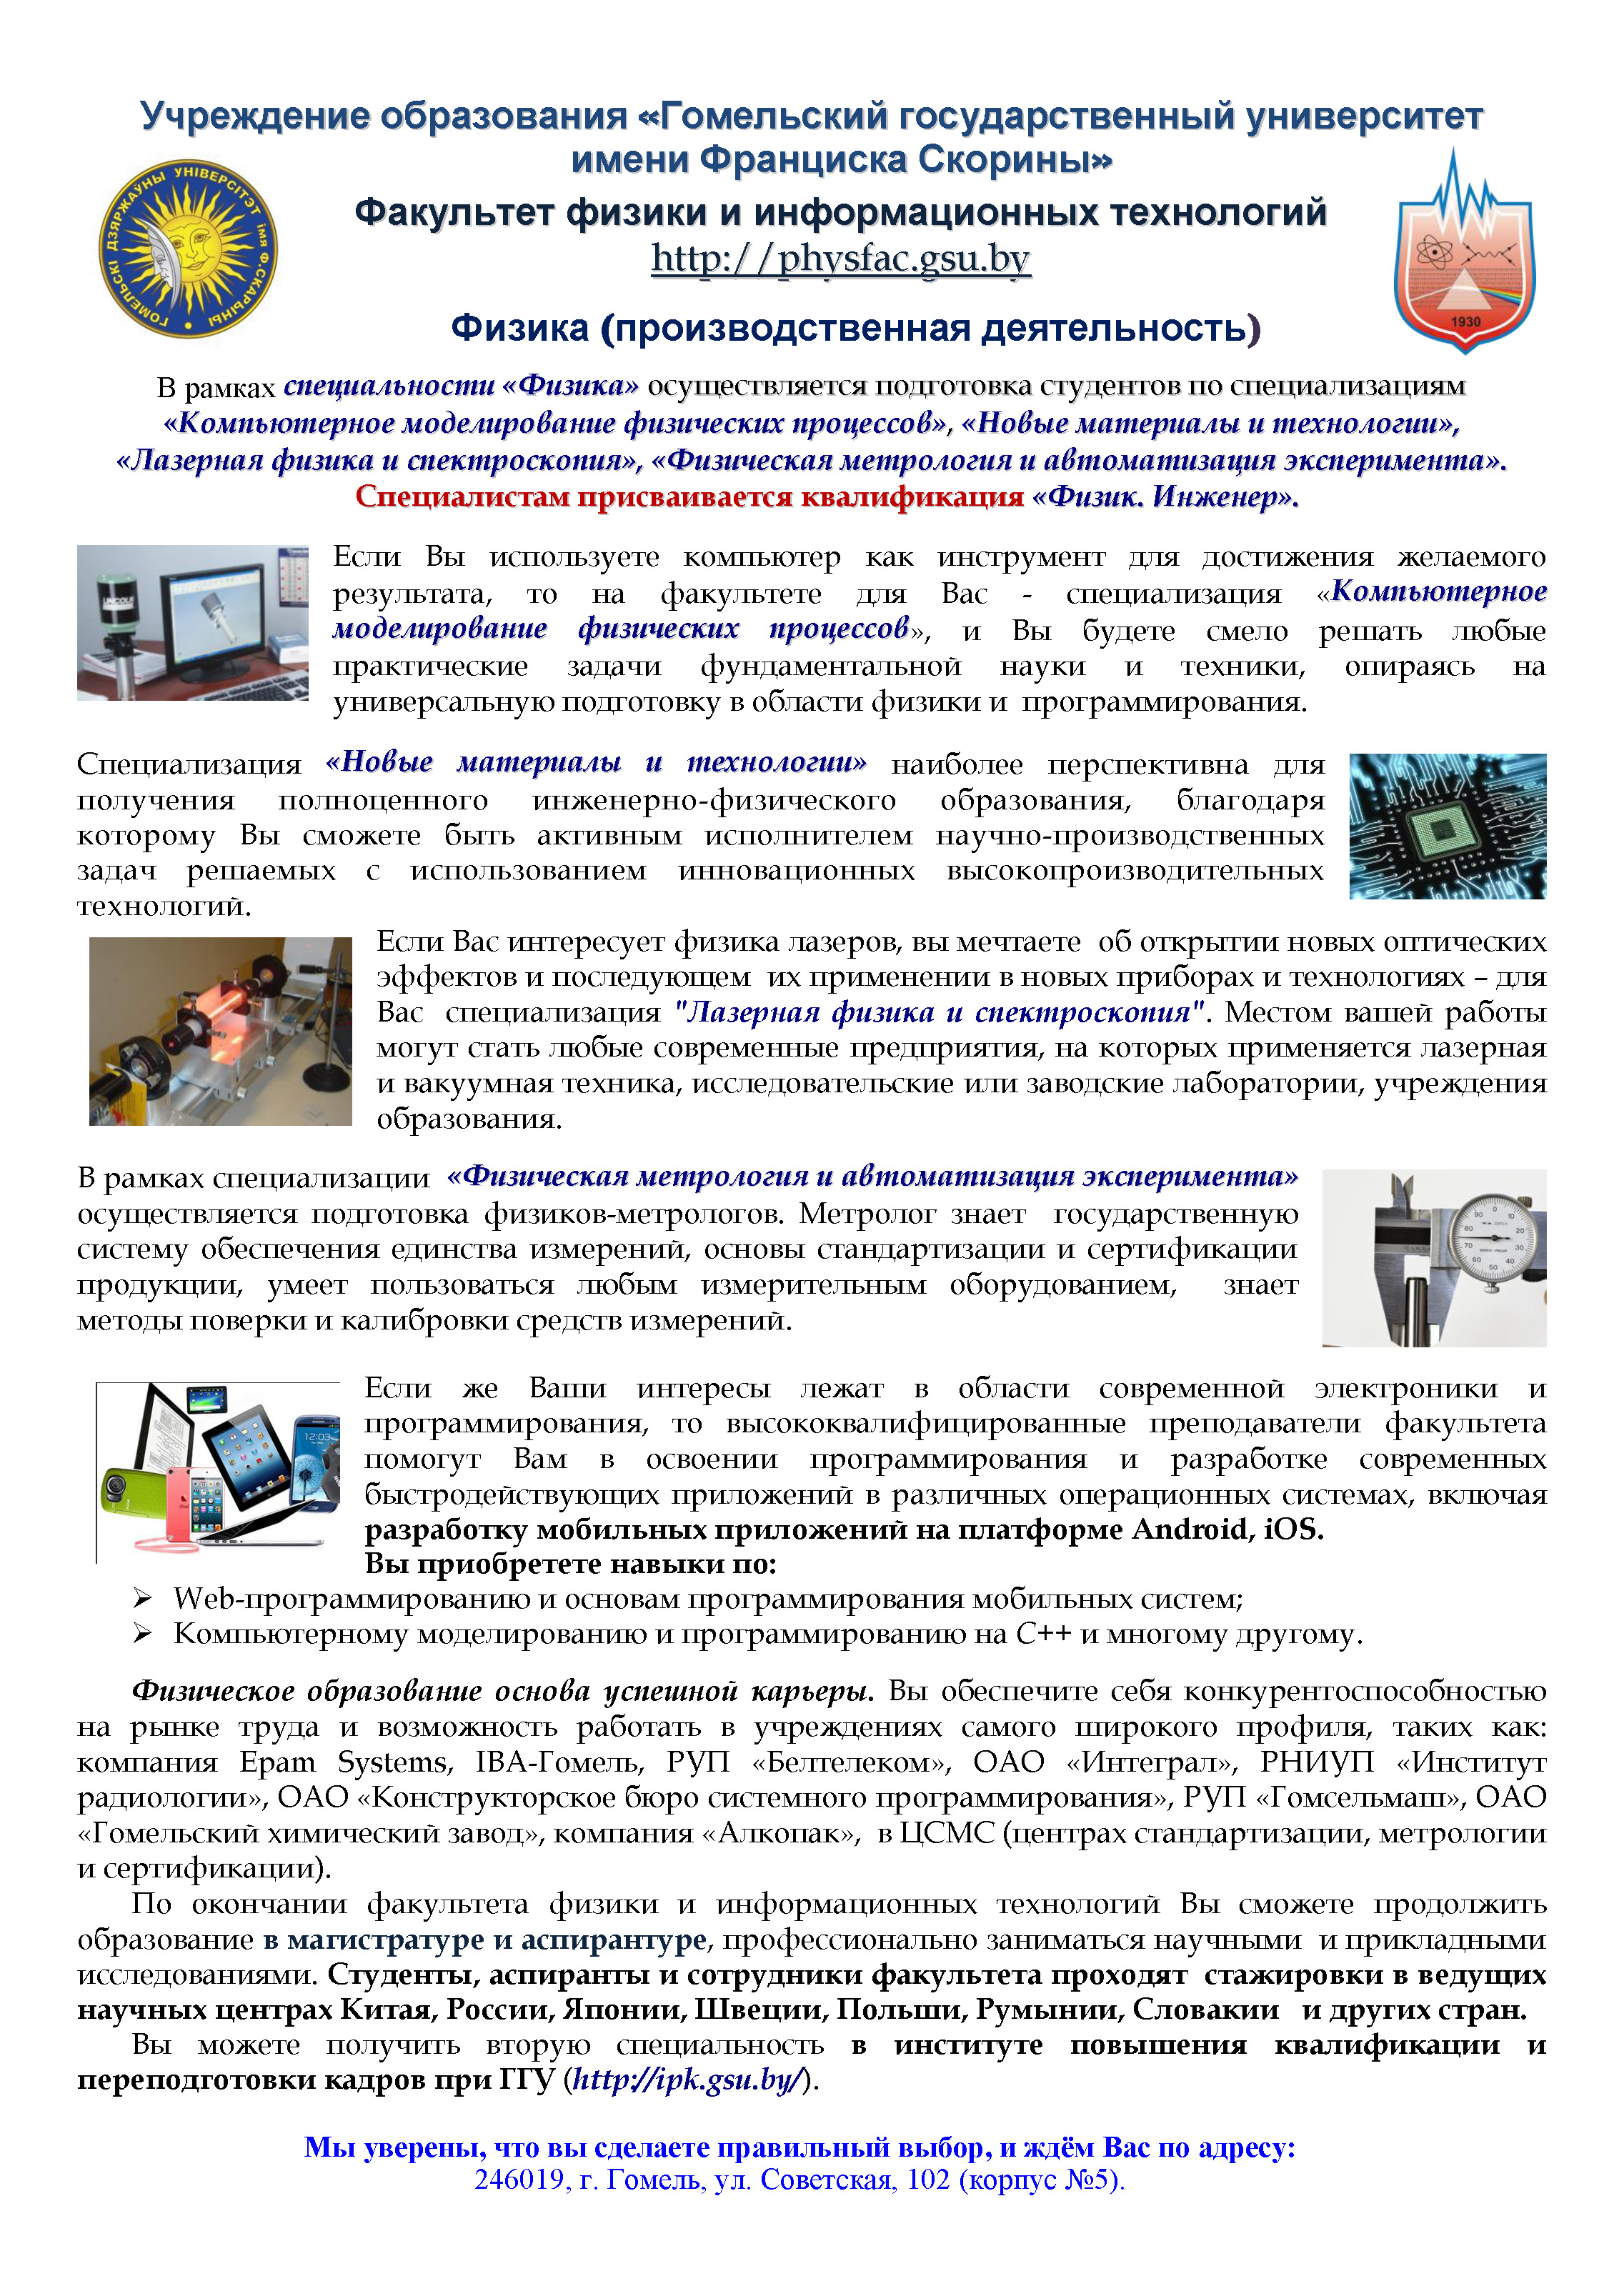 Учреждение образования «Гомельский государственный университет
имени Франциска Скорины»
Факультет физики и информационных технологий
http://physfac.gsu.by
ГОМЕЛЬСКІ ДЗЯРЖАЎНЫ УНІВЕРСІТЭТ імя Ф.СКАРЫНЫ
1930
Физика (производственная деятельность)
В рамках специальности «Физика» осуществляется подготовка студентов по специализациям
«Компьютерное моделирование физических процессов», «Новые материалы и технологии»,
«Лазерная физика и спектроскопия», «Физическая метрология и автоматизация эксперимента».
Специалистам присваивается квалификация «Физик. Инженер».
Если Вы используете компьютер как инструмент для достижения желаемого
результата, то на факультете для Вас - специализация «Компьютерное
моделирование физических процессов», и Вы будете смело решать любые
практические задачи фундаментальной науки и техники, опираясь на
универсальную подготовку в области физики и программирования.
Специализация «Новые материалы и технологии» наиболее перспективна для
получения полноценного инженерно-физического образования, благодаря
которому Вы сможете быть активным исполнителем научно-производственных
задач решаемых с использованием инновационных высокопроизводительных
технологий.
Если Вас интересует физика лазеров, вы мечтаете об открытии новых оптических
эффектов и последующем их применении в новых приборах и технологиях – для
Вас специализация "Лазерная физика и спектроскопия". Местом вашей работы
могут стать любые современные предприятия, на которых применяется лазерная
и вакуумная техника, исследовательские или заводские лаборатории, учреждения
образования.
В рамках специализации «Физическая метрология и автоматизация эксперимента»
осуществляется подготовка физиков-метрологов. Метролог знает государственную
систему обеспечения единства измерений, основы стандартизации и сертификации
продукции, умеет пользоваться любым измерительным оборудованием, знает
методы поверки и калибровки средств измерений.
0 10 20 30 40 50 60 70 80 90
12:03
Если же Ваши интересы лежат в области современной электроники и
программирования, то высококвалифицированные преподаватели факультета
помогут Вам в освоении программирования и разработке современных
быстродействующих приложений в различных операционных системах, включая
разработку мобильных приложений на платформе Android, iOS.
Вы приобретете навыки по:
Web-программированию и основам программирования мобильных систем;
Компьютерному моделированию и программированию на С++ и многому другому.
Физическое образование основа успешной карьеры. Вы обеспечите себя конкурентоспособностью
на рынке труда и возможность работать в учреждениях самого широкого профиля, таких как:
компания Epam Systems, IBA-Гомель, РУП «Белтелеком», ОАО «Интеграл», РНИУП «Институт
радиологии», ОАО «Конструкторское бюро системного программирования», РУП «Гомсельмаш», ОАО
«Гомельский химический завод», компания «Алкопак», в ЦСМС (центрах стандартизации, метрологии
и сертификации).
По окончании факультета физики и информационных технологий Вы сможете продолжить
образование в магистратуре и аспирантуре, профессионально заниматься научными и прикладными
исследованиями. Студенты, аспиранты и сотрудники факультета проходят стажировки в ведущих
научных центрах Китая, России, Японии, Швеции, Польши, Румынии, Словакии и других стран.
Вы можете получить вторую специальность в институте повышения квалификации и
переподготовки кадров при ГГУ (http://ipk.gsu.by/).
Мы уверены, что вы сделаете правильный выбор, и ждём Вас по адресу:
246019, г. Гомель, ул. Советская, 102 (корпус №5).